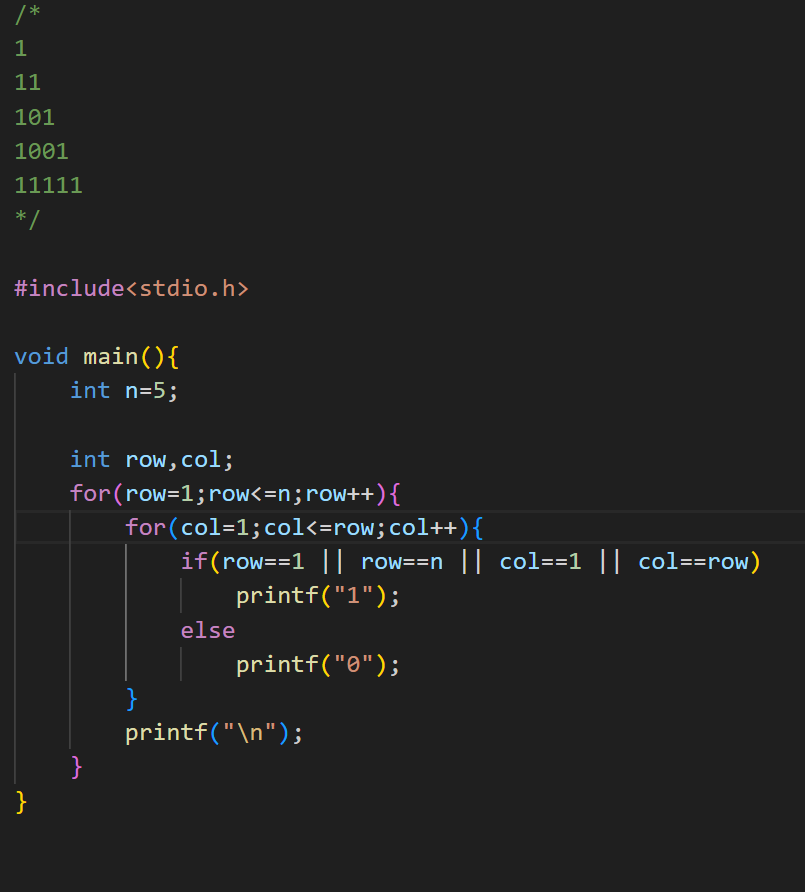 /*
1
11
101
1001
11111
*/
#include<stdio.h>
void main(){
    int n=5;
    int row,col;
    for(row=1;row<=n;row++){
        for(col=1;col<=row;col++){
            if(row==1 || row==n || col==1 || col==row)
                printf("1");
            else
                printf("0");
        }
        printf("\n");
    }
}